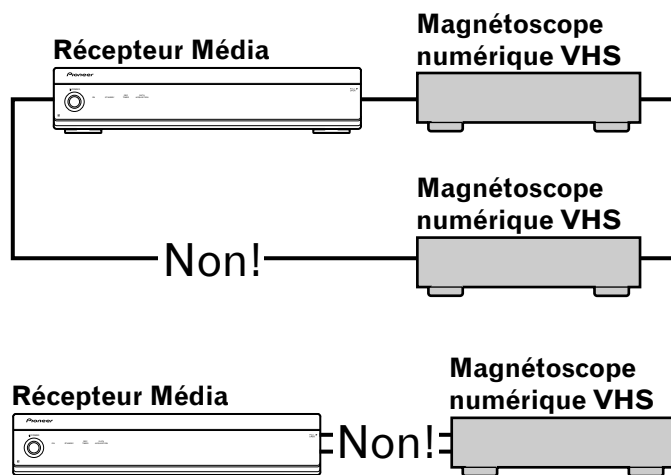 Récepteur Média
Magnétoscope
numérique VHS
Pioneer
Magnétoscope
numérique VHS
Non!
Récepteur Média
Magnétoscope
numérique VHS
Pioneer
Non!